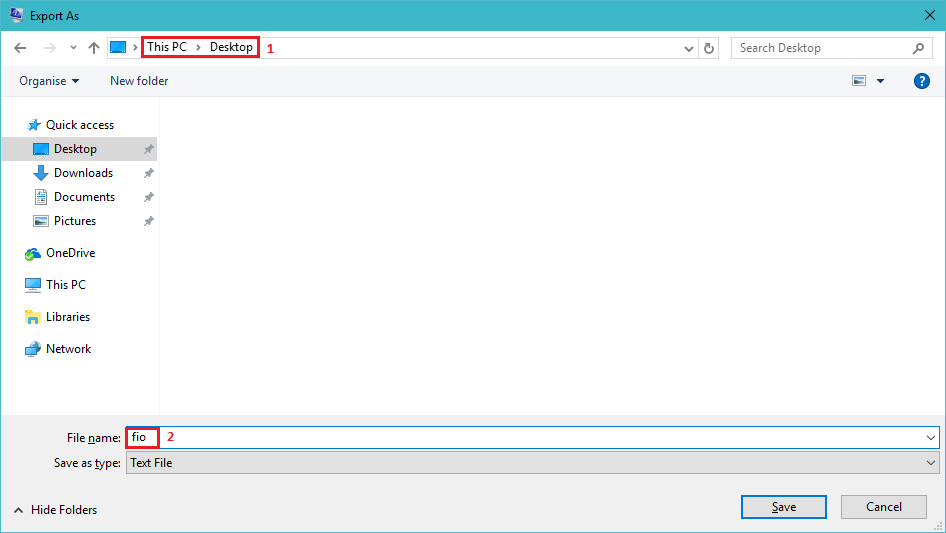 Export As
This PC > Desktop 1
Search Desktop
Organise New folder
?
Quick access
Desktop
Downloads
Documents
Pictures
OneDrive
This PC
Libraries
Network
File name: fio 2
Save as type: Text File
Hide Folders Save Cancel